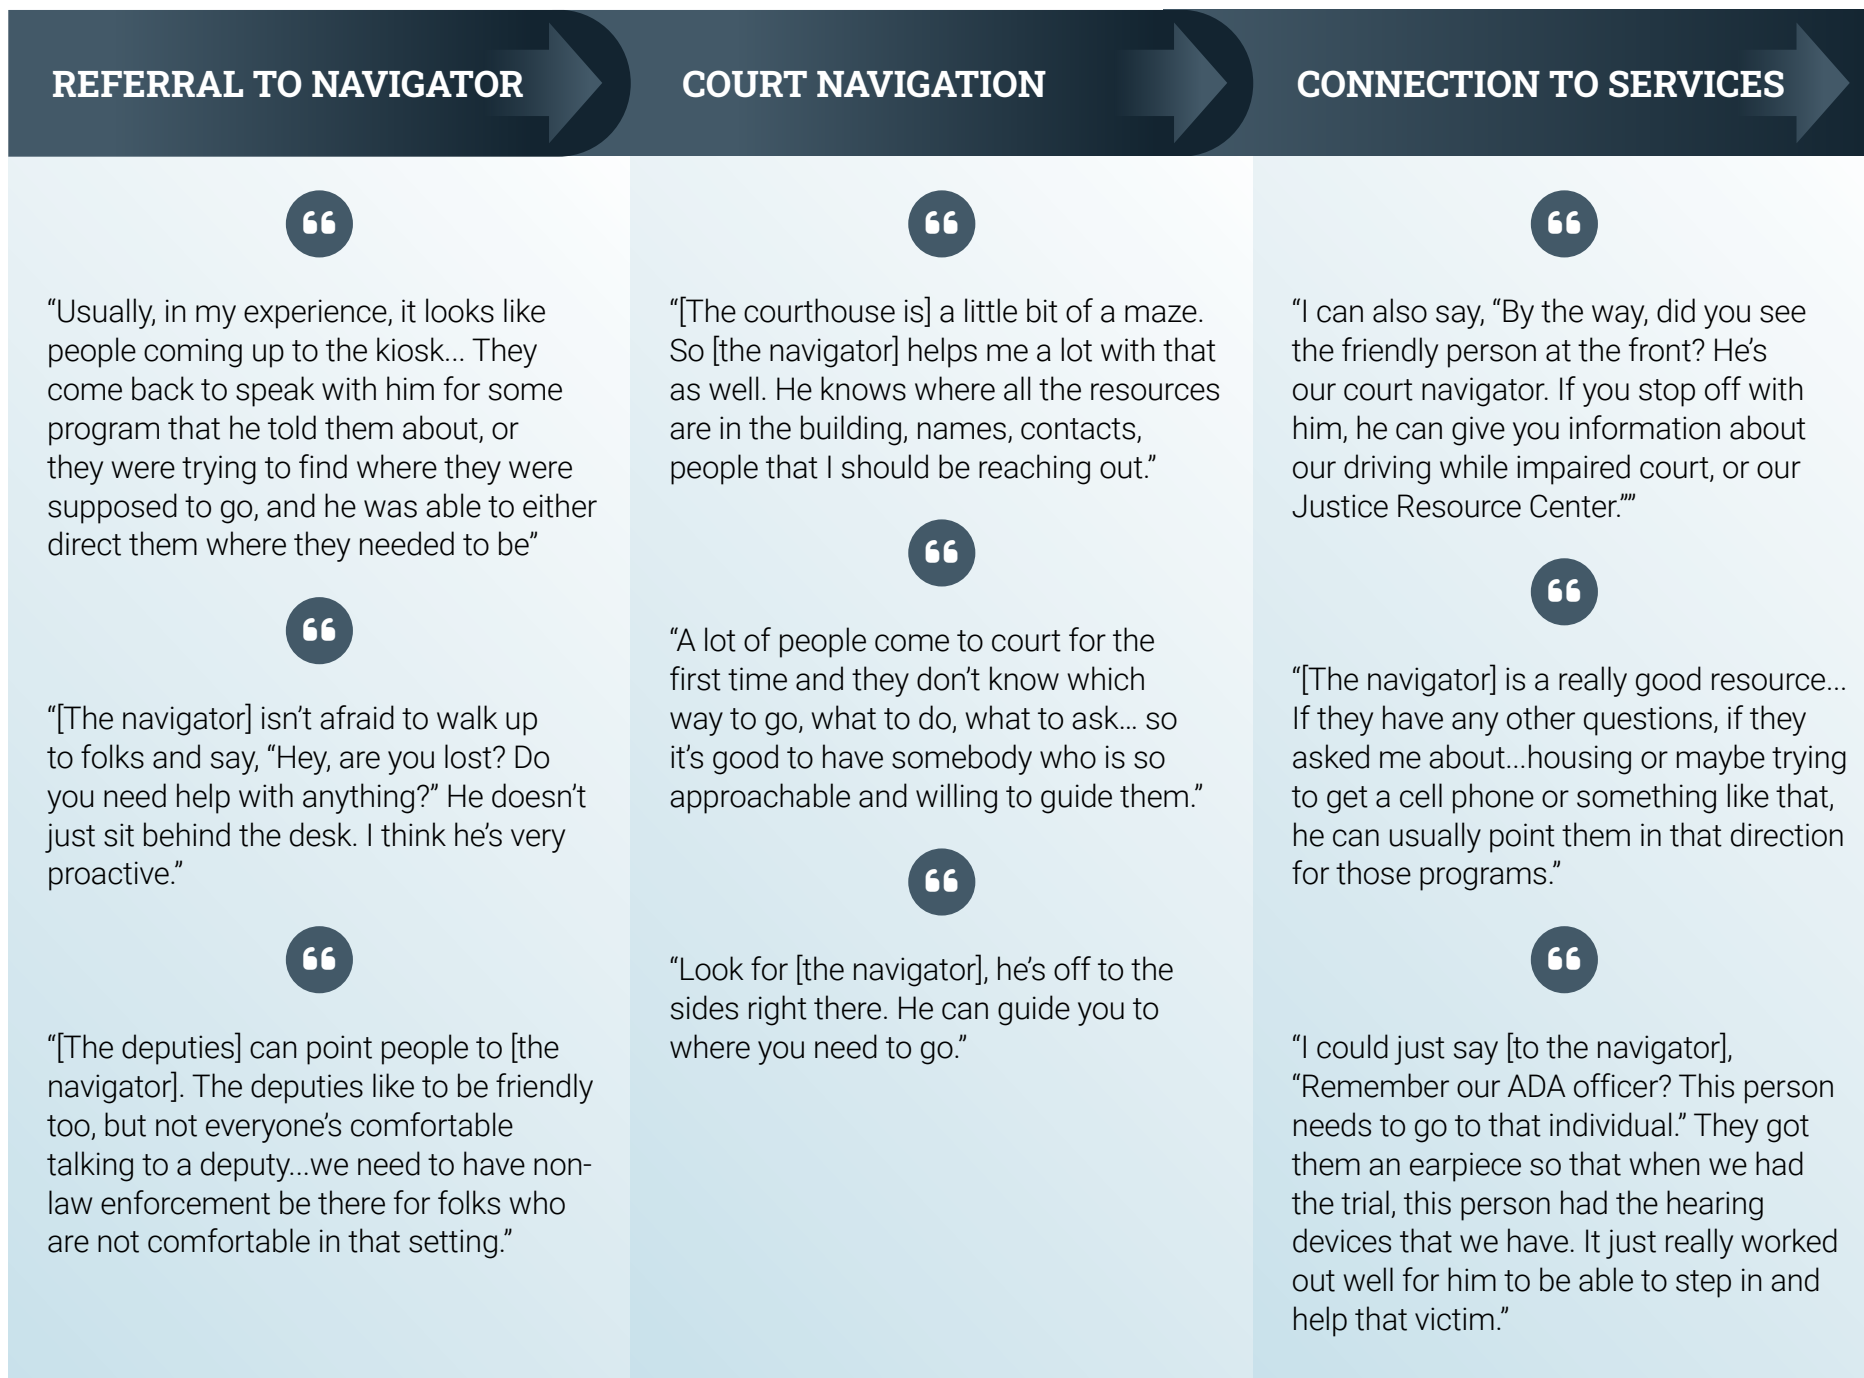 REFERRAL TO NAVIGATOR
“Usually, in my experience, it looks like
people coming up to the kiosk... They
come back to speak with him for some
program that he told them about, or
they were trying to find where they were
supposed to go, and he was able to either
direct them where they needed to be”
“[The navigator] isn’t afraid to walk up
to folks and say, “Hey, are you lost? Do
you need help with anything?” He doesn’t
just sit behind the desk. I think he’s very
proactive.”
“[The deputies] can point people to [the
navigator]. The deputies like to be friendly
too, but not everyone’s comfortable
talking to a deputy...we need to have non-
law enforcement be there for folks who
are not comfortable in that setting.”
COURT NAVIGATION
“[The courthouse is] a little bit of a maze.
So [the navigator] helps me a lot with that
as well. He knows where all the resources
are in the building, names, contacts,
people that I should be reaching out.”
“A lot of people come to court for the
first time and they don’t know which
way to go, what to do, what to ask... so
it’s good to have somebody who is so
approachable and willing to guide them.”
“Look for [the navigator], he’s off to the
sides right there. He can guide you to
where you need to go.”
CONNECTION TO SERVICES
“I can also say, “By the way, did you see
the friendly person at the front? He’s
our court navigator. If you stop off with
him, he can give you information about
our driving while impaired court, or our
Justice Resource Center.””
“[The navigator] is a really good resource...
If they have any other questions, if they
asked me about...housing or maybe trying
to get a cell phone or something like that,
he can usually point them in that direction
for those programs.”
“I could just say [to the navigator],
“Remember our ADA officer? This person
needs to go to that individual.” They got
them an earpiece so that when we had
the trial, this person had the hearing
devices that we have. It just really worked
out well for him to be able to step in and
help that victim.”